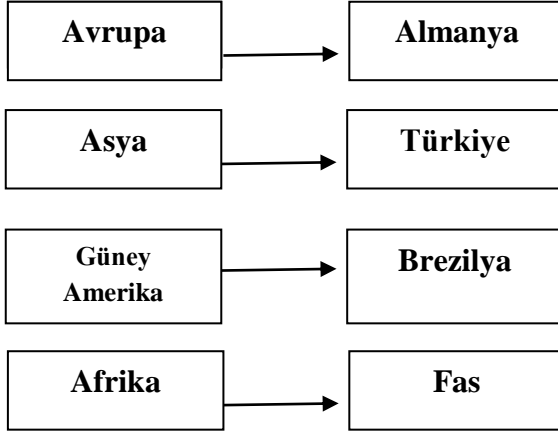 Avrupa
Almanya
Asya
Türkiye
Güney
Amerika
Brezilya
Afrika
Fas